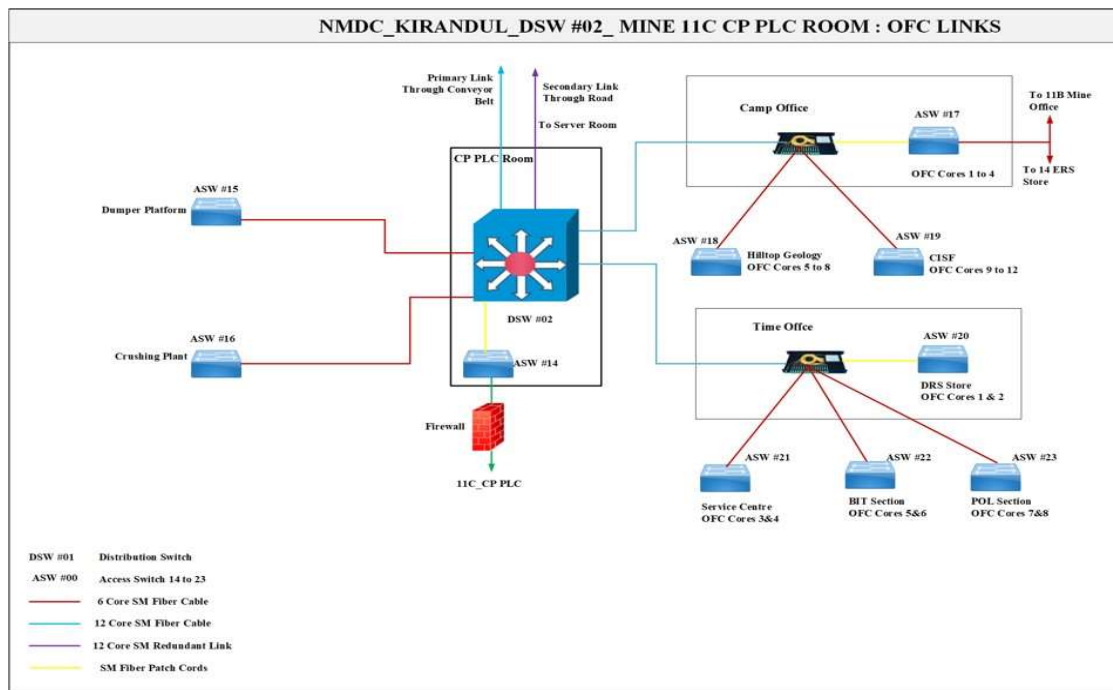 NMDC_KIRANDUL_DSW #02_ MINE 11C CP PLC ROOM : OFC LINKS
Primary Link
Through Conveyor
Belt
Secondary Link
Through Road
To Server Room
CP PLC Room
ASW #15
Dumper Platform
ASW #16
Crushing Plant
DSW #02
ASW #14
Firewall
11C_CP PLC
Camp Office
ASW #17
OFC Cores 1 to 4
To 11B Mine
Office
To 14 ERS
Store
ASW #18
Hilltop Geology
OFC Cores 5 to 8
ASW #19
CISF
OFC Cores 9 to 12
Time Offce
ASW #20
DRS Store
OFC Cores 1 & 2
ASW #21
Service Centre
OFC Cores 3&4
ASW #22
BIT Section
OFC Cores 5&6
ASW #23
POL Section
OFC Cores 7&8
DSW #01 Distribution Switch
ASW #00 Access Switch 14 to 23
6 Core SM Fiber Cable
12 Core SM Fiber Cable
12 Core SM Redundant Link
SM Fiber Patch Cords